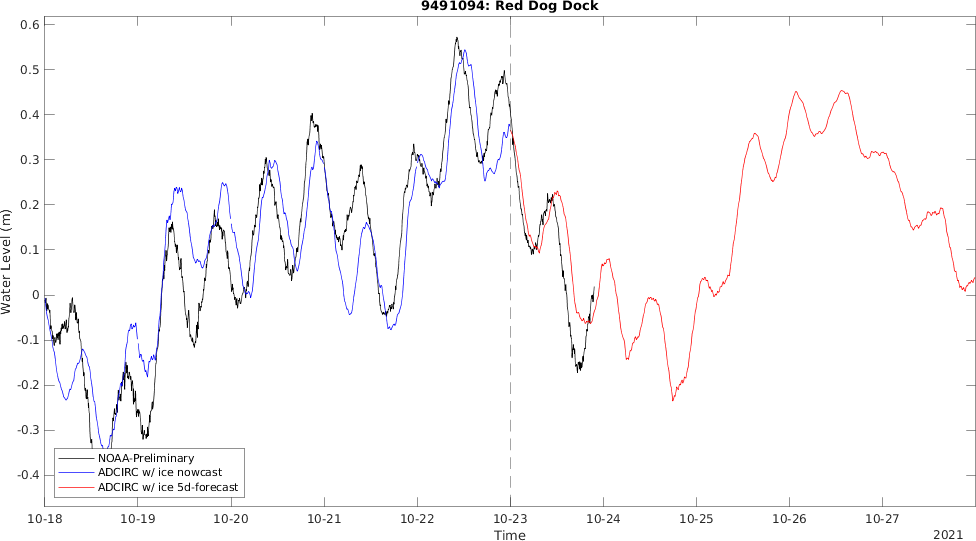 9491094: Red Dog Dock
0.6
0.5
0.4
0.3
0.2
0.1
0
-0.1
-0.2
-0.3
-0.4
Water Level (m)
NOAA-Preliminary
ADCIRC w/ ice nowcast
ADCIRC w/ ice 5d-forecast
10-18 10-19 10-20 10-21 10-22 10-23 10-24 10-25 10-26 10-27
Time
2021